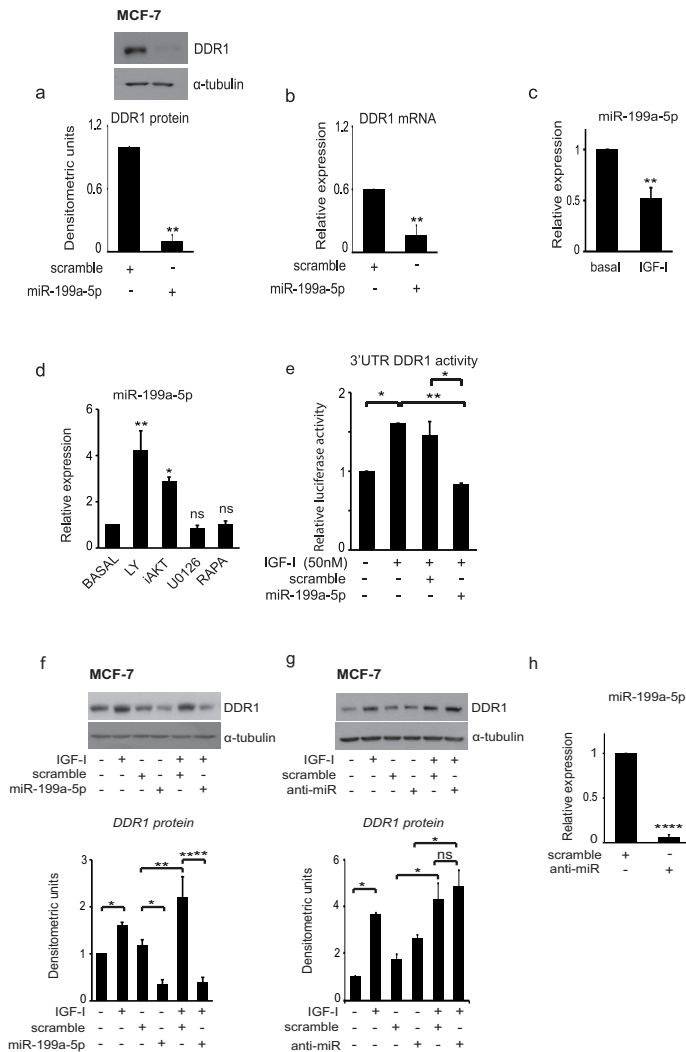 MCF-7
DDR1
α-tubulin
a
DDR1 protein
Densitometric units
1.2
0.6
0
**
scramble + -
miR-199a-5p - +
b
DDR1 mRNA
Relative expression
1.2
0.6
0
**
scramble + -
miR-199a-5p - +
c
miR-199a-5p
Relative expression
1
0.5
0
**
basal IGF-I
d
miR-199a-5p
Relative expression
6
4
2
0
** * ns ns
BASAL LY iAKT U0126 RAPA
e
3'UTR DDR1 activity
Relative luciferase activity
2
1
0
* ** *
IGF-I (50nM) - + + +
scramble - - + -
miR-199a-5p - - - +
f
MCF-7
DDR1
α-tubulin
IGF-I - + - - + +
scramble - - + - + -
miR-199a-5p - - - + - +
DDR1 protein
Densitometric units
3
2
1
0
* ** * ****
IGF-I - + - - + +
scramble - - + - + -
miR-199a-5p - - - + - +
g
MCF-7
DDR1
α-tubulin
IGF-I - + - - + +
scramble - - + - + -
anti-miR - - - + - +
DDR1 protein
Densitometric units
6
4
2
0
* * * ns
IGF-I - + - - + +
scramble - - + - + -
anti-miR - - - + - +
h
miR-199a-5p
Relative expression
1
0.5
0
****
scramble + -
anti-miR - +